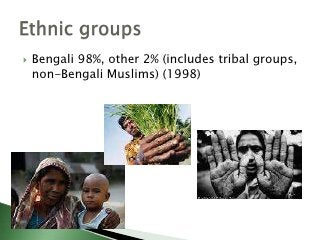 Ethnic groups
Bengali 98%, other 2% (includes tribal groups,
non-Bengali Muslims) (1998)